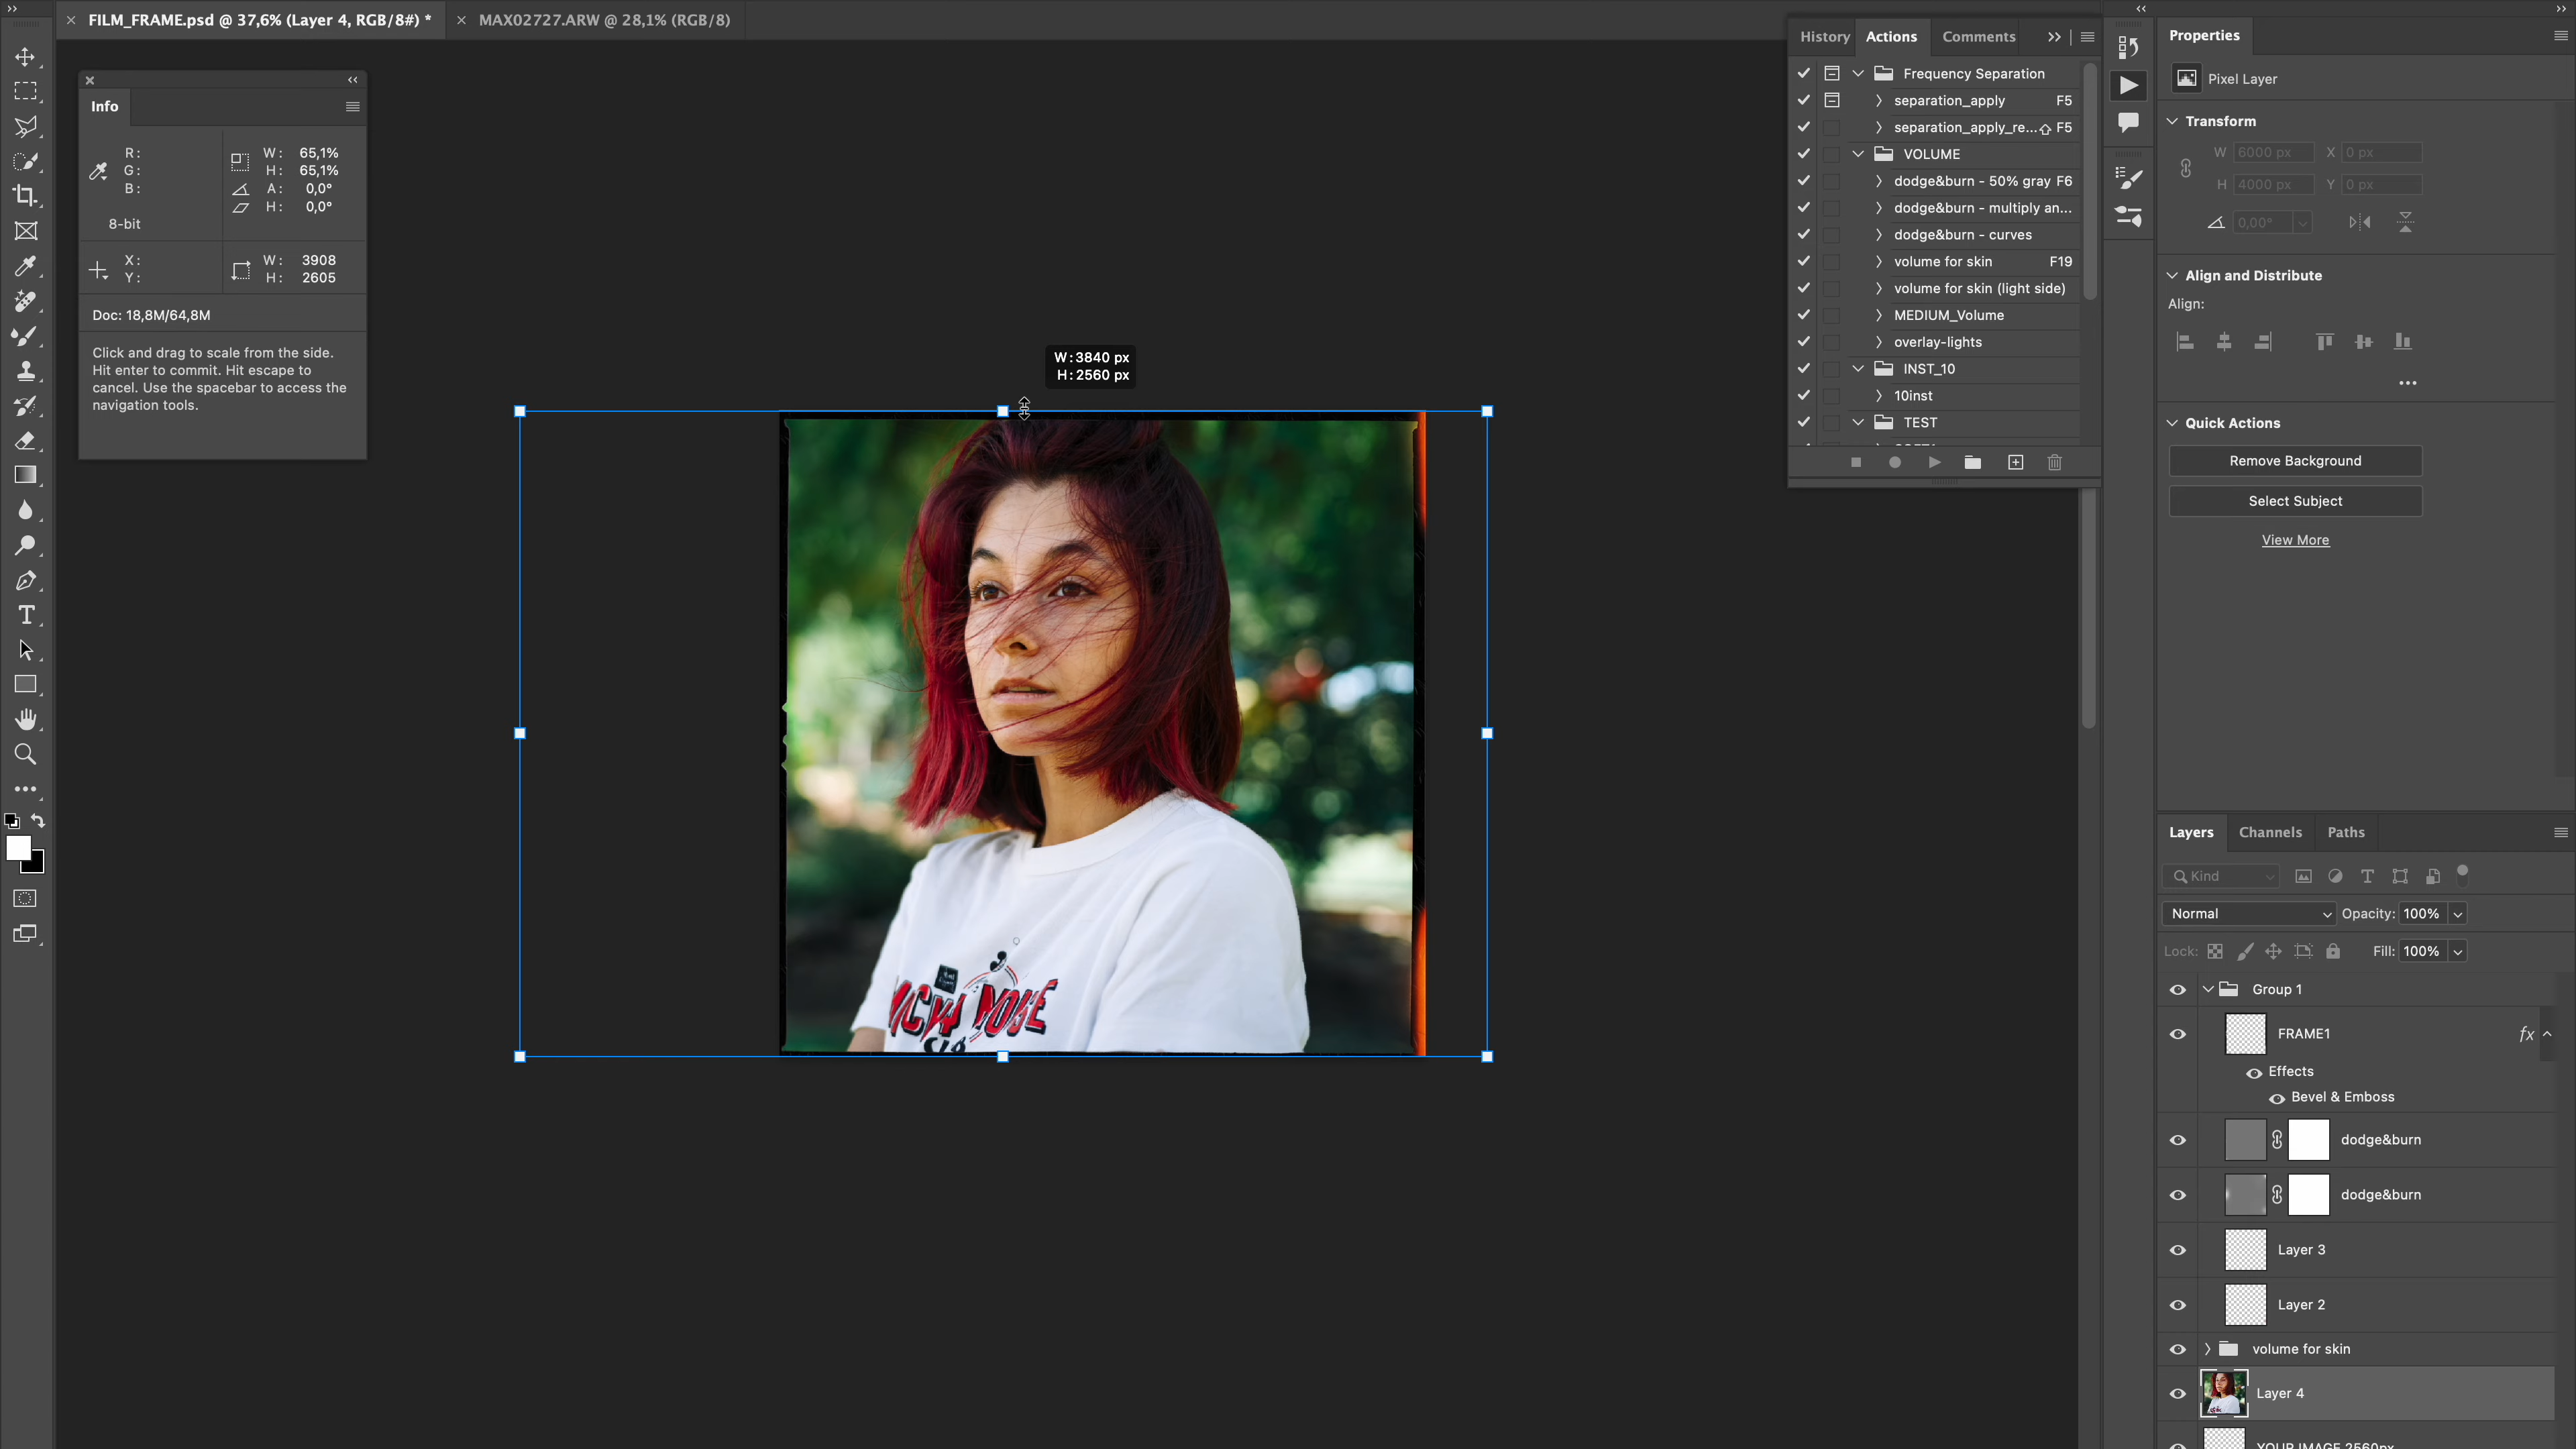 FILM_FRAME.psd @ 37,6% (Layer 4, RGB/8#) *
MAX02727.ARW @ 28,1% (RGB/8)
Info
R:
G:
B:
W: 65,1%
H: 65,1%
A: 0,0°
H: 0,0°
8-bit
X:
Y:
W: 3908
H: 2605
Doc: 18,8M/64,8M
Click and drag to scale from the side.
Hit enter to commit. Hit escape to
cancel. Use the spacebar to access the
navigation tools.
W: 3840 px
H: 2560 px
History
Actions
Comments
Frequency Separation
separation_apply F5
separation_apply_re... F5
VOLUME
dodge&burn - 50% gray F6
dodge&burn - multiply an...
dodge&burn - curves
volume for skin F19
volume for skin (light side)
MEDIUM_Volume
overlay-lights
INST_10
10inst
TEST
Properties
Pixel Layer
Transform
W 6000 px X 0 px
H 4000 px Y 0 px
0,00°
Align and Distribute
Align:
Quick Actions
Remove Background
Select Subject
View More
Layers
Channels
Paths
Kind
Normal
Opacity: 100%
Lock:
Fill: 100%
Group 1
FRAME1
fx
Effects
Bevel & Emboss
dodge&burn
dodge&burn
Layer 3
Layer 2
volume for skin
Layer 4
YOUR IMAGE 2560px